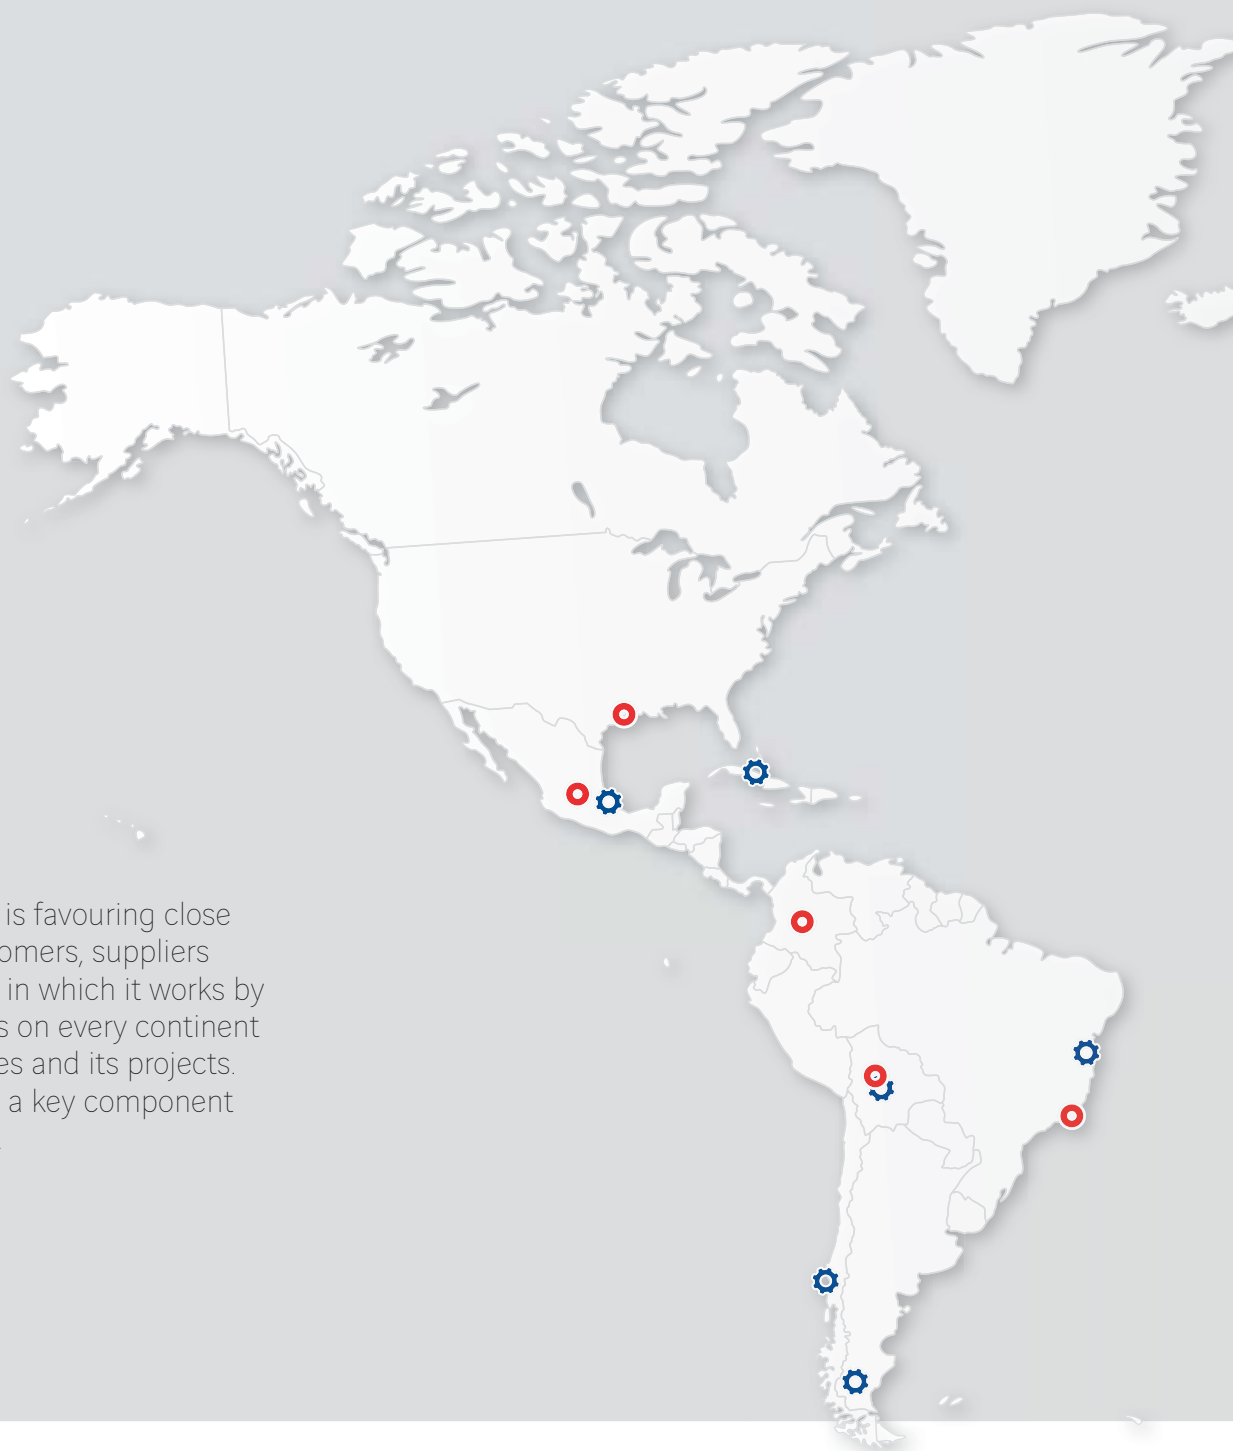 is favouring close
omers, suppliers
in which it works by
s on every continent
es and its projects.
a key component